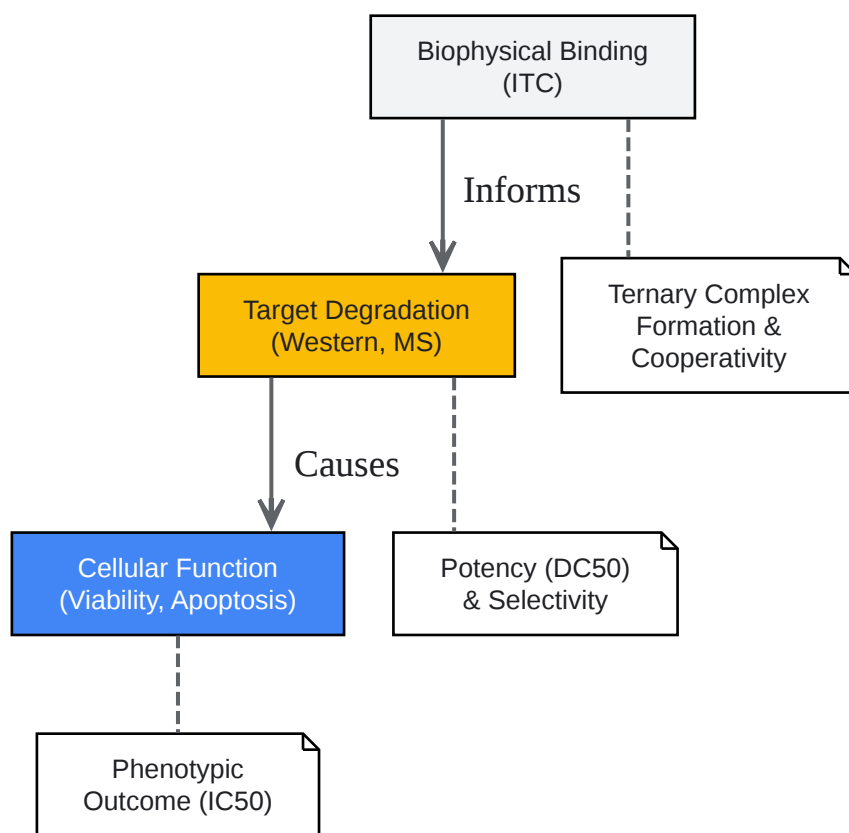 Biophysical Binding
(ITC)
Informs
Ternary Complex
Formation &
Cooperativity
Target Degradation
(Western, MS)
Causes
Potency (DC50)
& Selectivity
Cellular Function
(Viability, Apoptosis)
Phenotypic
Outcome (IC50)